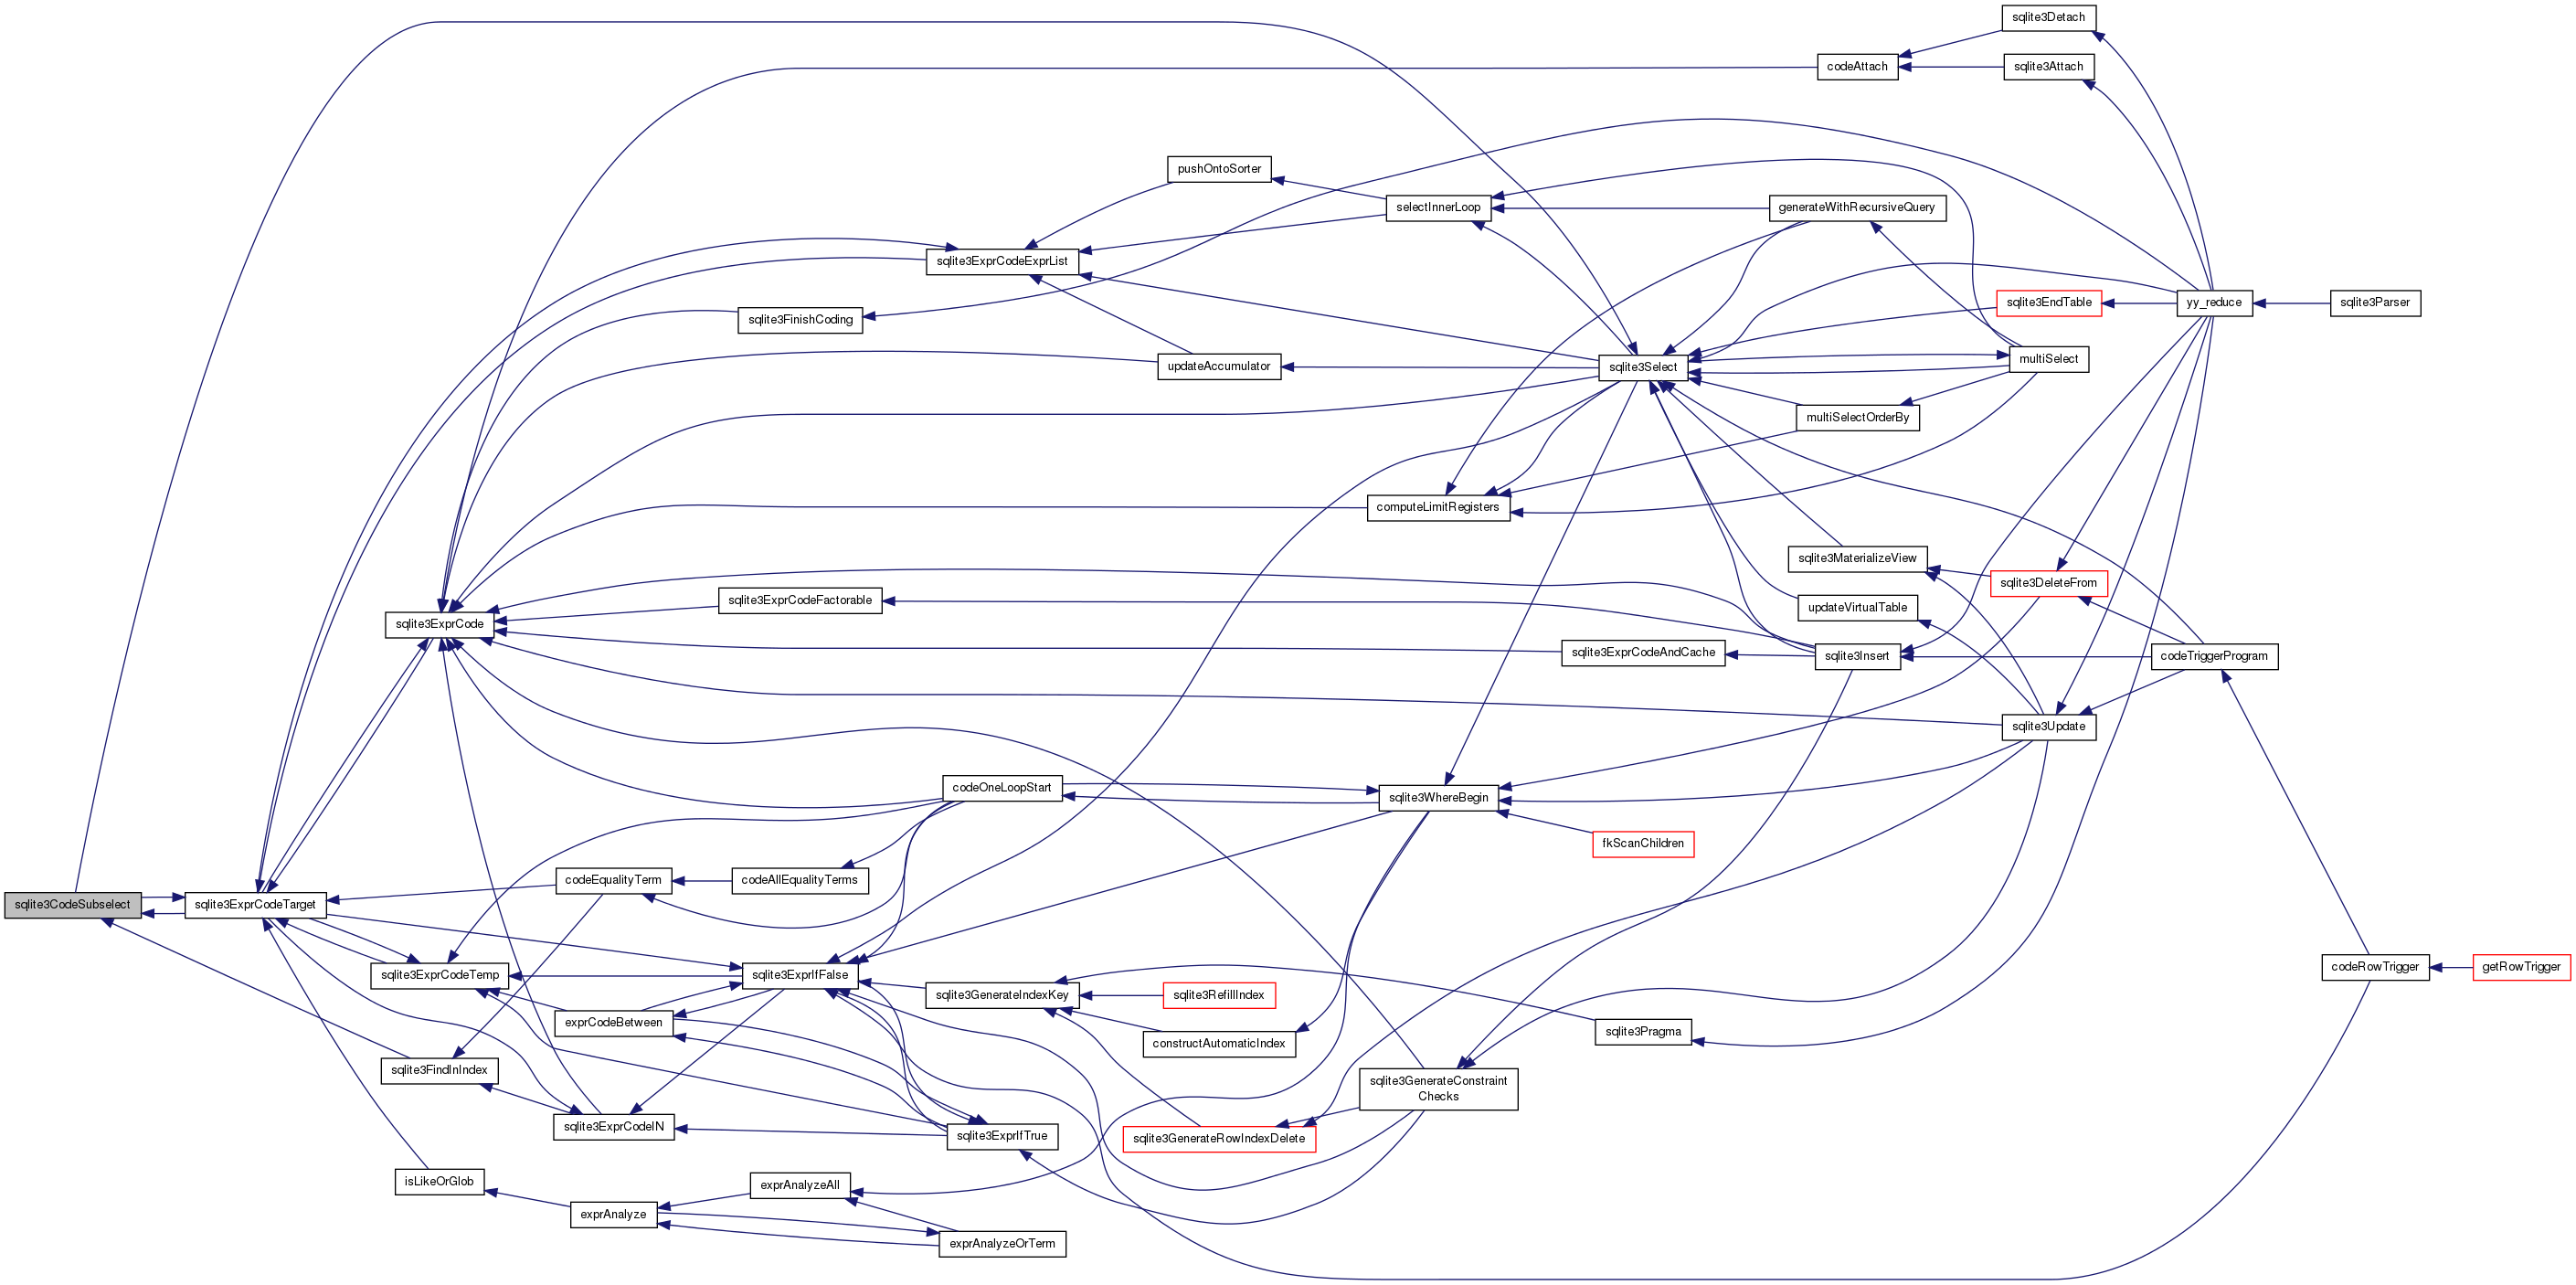 sqlite3Detach
codeAttach
sqlite3Attach
pushOntoSorter
selectInnerLoop
generateWithRecursiveQuery
sqlite3ExprCodeExprList
sqlite3EndTable
yy_reduce
sqlite3Parser
sqlite3FinishCoding
updateAccumulator
sqlite3Select
multiSelect
multiSelectOrderBy
computeLimitRegisters
sqlite3MaterializeView
sqlite3DeleteFrom
sqlite3ExprCodeFactorable
updateVirtualTable
sqlite3ExprCode
sqlite3ExprCodeAndCache
sqlite3Insert
codeTriggerProgram
sqlite3Update
codeOneLoopStart
sqlite3WhereBegin
fkScanChildren
codeEqualityTerm
codeAllEqualityTerms
sqlite3CodeSubselect
sqlite3ExprCodeTarget
sqlite3ExprCodeTemp
sqlite3ExprIfFalse
codeRowTrigger
getRowTrigger
sqlite3GenerateIndexKey
sqlite3RefillIndex
exprCodeBetween
sqlite3Pragma
constructAutomaticIndex
sqlite3FindInIndex
sqlite3GenerateConstraint
Checks
sqlite3ExprCodeIN
sqlite3ExprIfTrue
sqlite3GenerateRowIndexDelete
isLikeOrGlob
exprAnalyzeAll
exprAnalyze
exprAnalyzeOrTerm